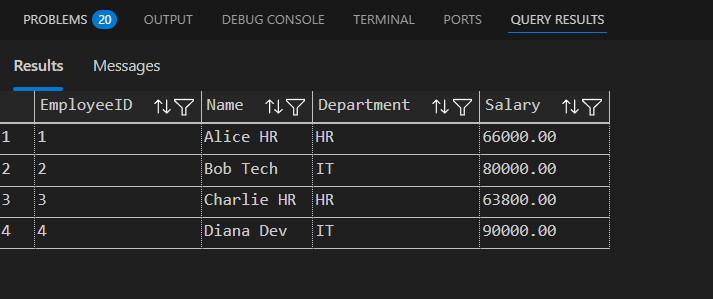 PROBLEMS 20 OUTPUT DEBUG CONSOLE TERMINAL PORTS QUERY RESULTS
Results Messages
EmployeeID Name Department Salary
1 1 Alice HR HR 66000.00
2 2 Bob Tech IT 80000.00
3 3 Charlie HR HR 63800.00
4 4 Diana Dev IT 90000.00